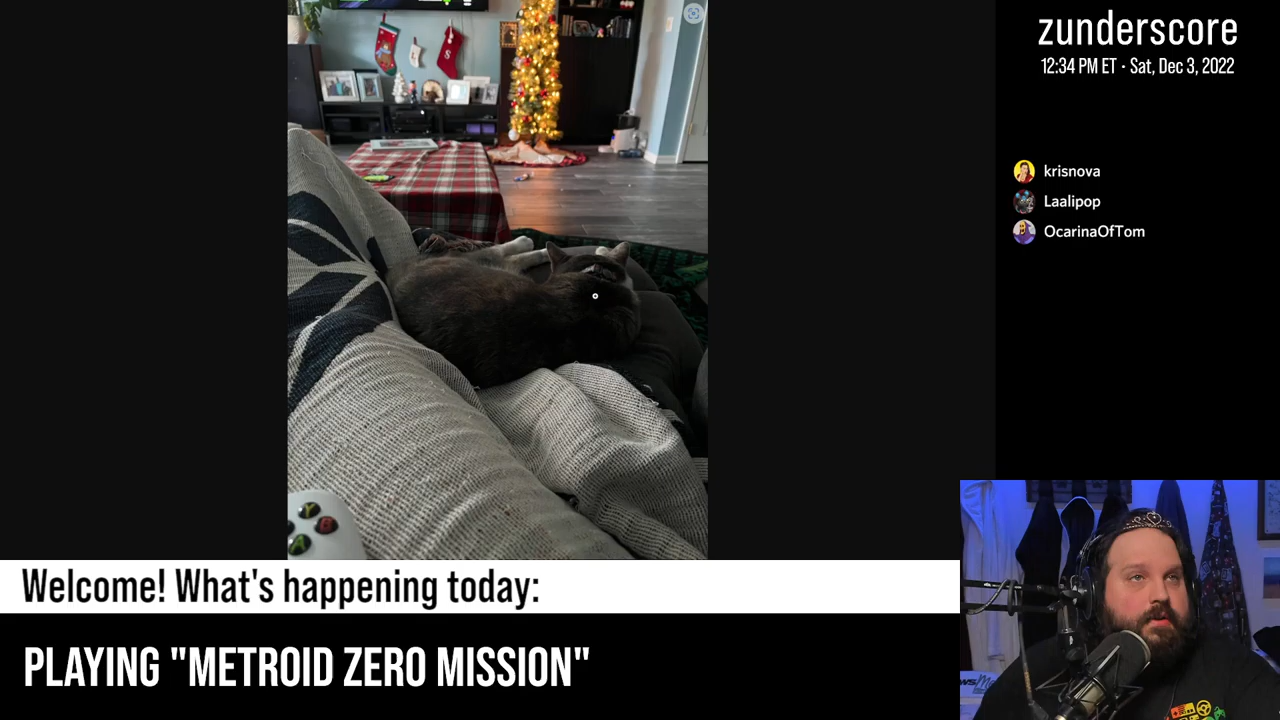 zunderscore
12:34 PM ET · Sat, Dec 3, 2022
krisnova
Laalipop
OcarinaOfTom
S
Y
B
A
Welcome! What's happening today:
PLAYING "METROID ZERO MISSION"